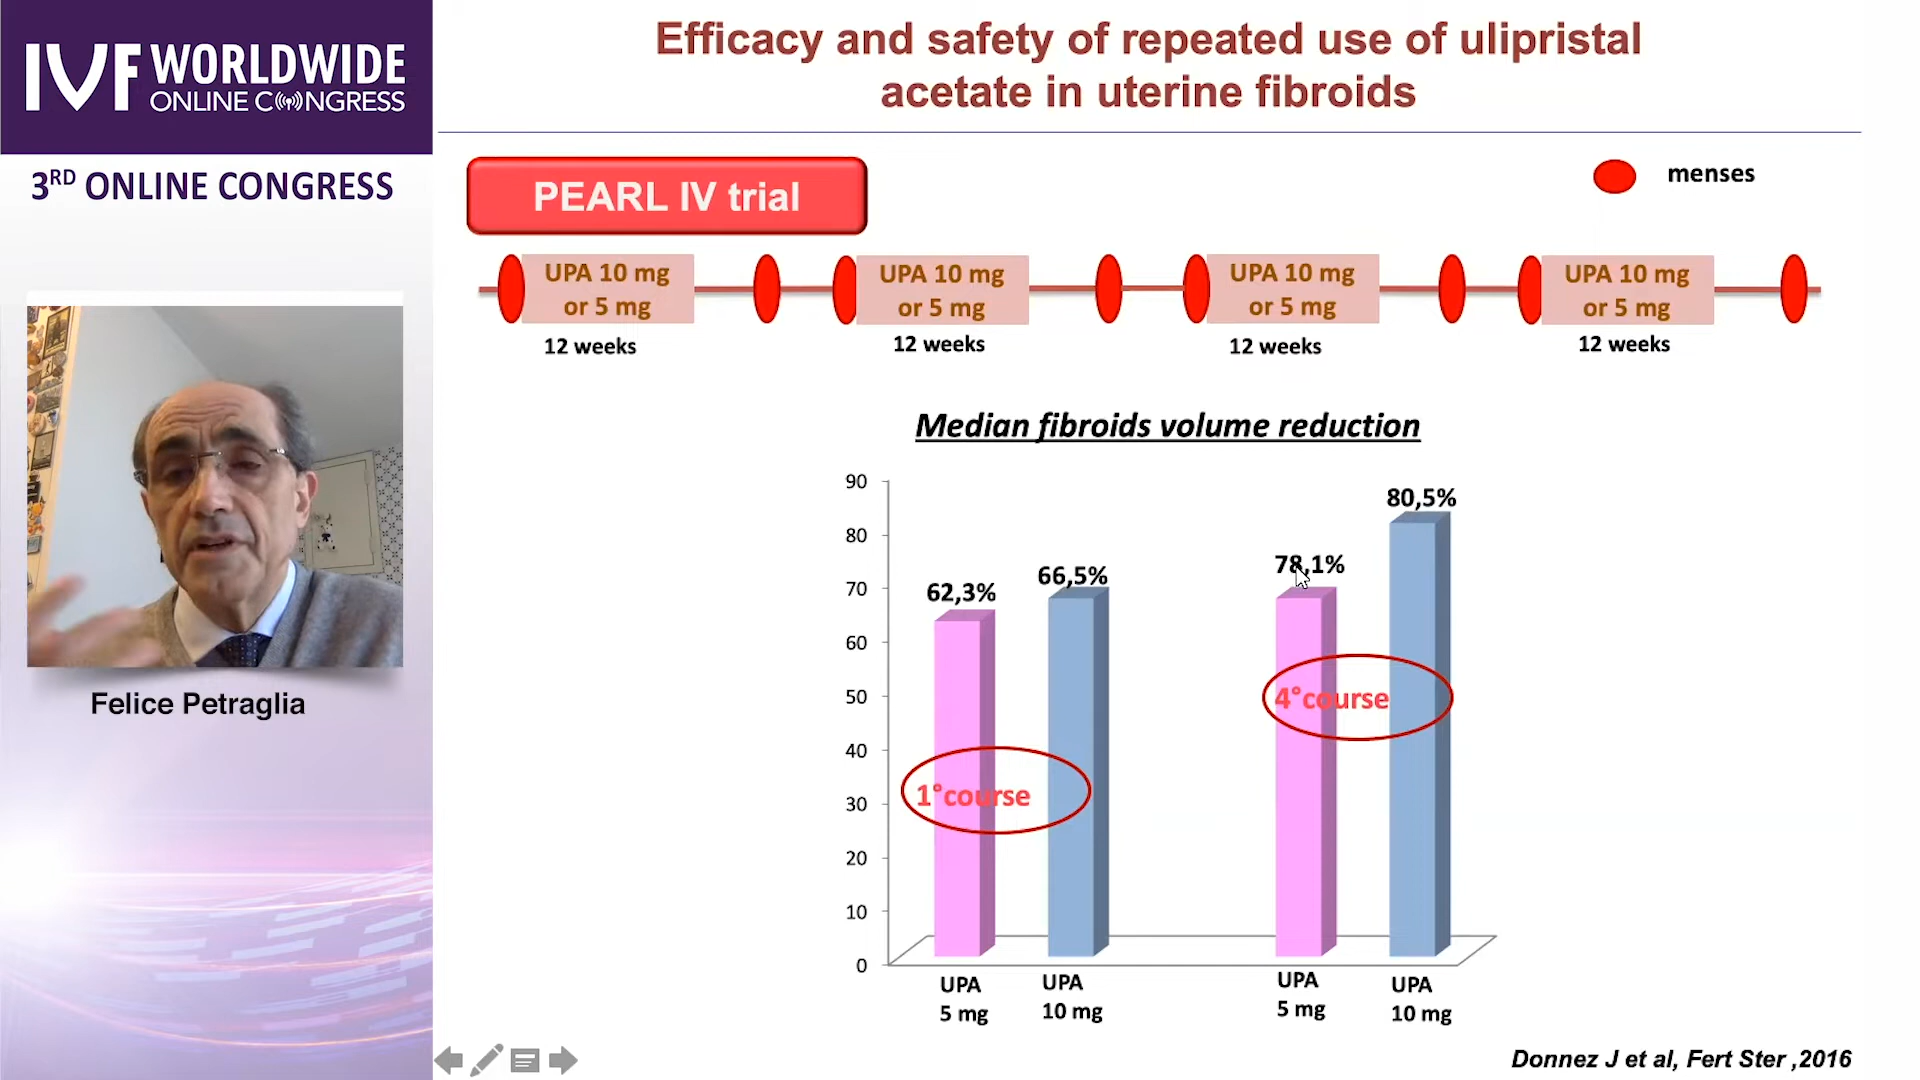 IVF WORLDWIDE
ONLINE CONGRESS
3RD ONLINE CONGRESS
Felice Petraglia
Efficacy and safety of repeated use of ulipristal
acetate in uterine fibroids
PEARL IV trial
menses
UPA 10 mg
or 5 mg
12 weeks
UPA 10 mg
or 5 mg
12 weeks
UPA 10 mg
or 5 mg
12 weeks
UPA 10 mg
or 5 mg
12 weeks
Median fibroids volume reduction
90
80
70
60
50
40
30
20
10
0
62,3%
66,5%
78,1%
80,5%
1°course
4°course
UPA
5 mg
UPA
10 mg
UPA
5 mg
UPA
10 mg
Donnez J et al, Fert Ster ,2016